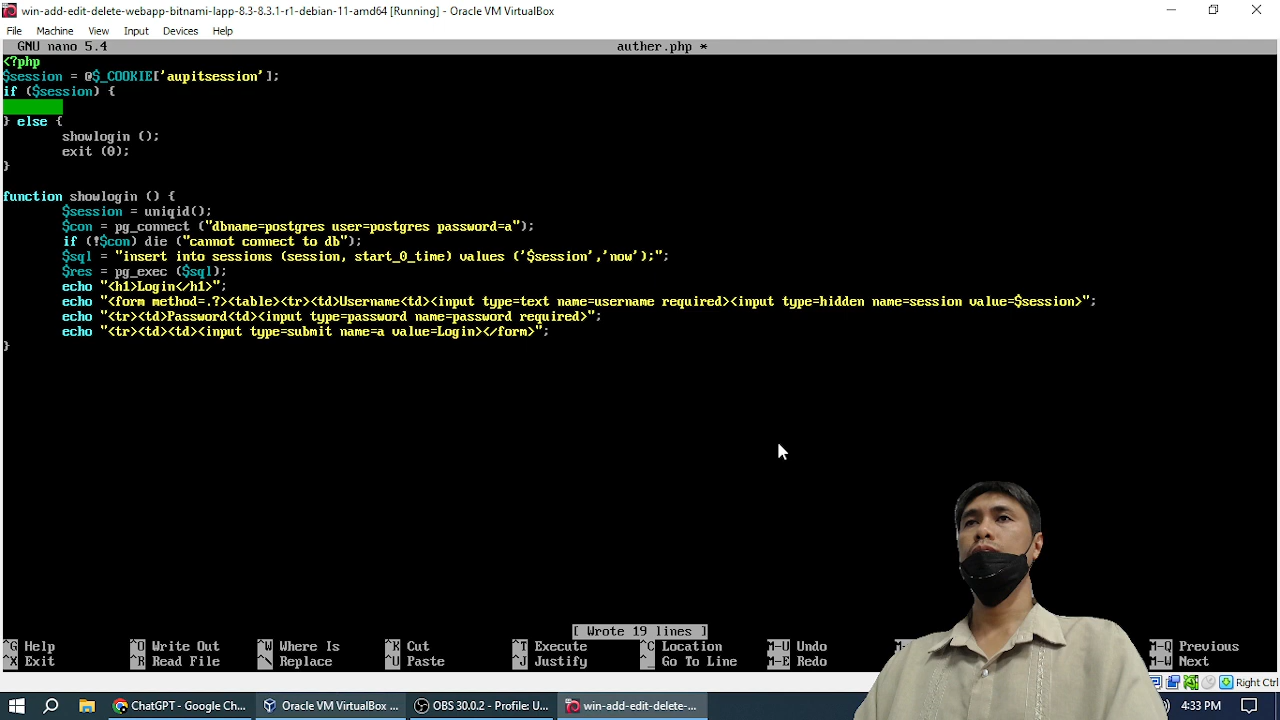 win-add-edit-delete-webapp-bitnami-lapp-8.3-8.3.1-r1-debian-11-amd64 [Running] - Oracle VM VirtualBox
File Machine View Input Devices Help
GNU nano 5.4 auther.php *
<?php
$session = @$_COOKIE['aupitsession'];
if ($session) {
} else {
showlogin ();
exit (0);
}
function showlogin () {
$session = uniqid();
$con = pg_connect ("dbname=postgres user=postgres password=a");
if (!$con) die ("cannot connect to db");
$sql = "insert into sessions (session, start_0_time) values ('$session','now');";
$res = pg_exec ($sql);
echo "<h1>Login</h1>";
echo "<form method=.?><table><tr><td>Username<td><input type=text name=username required><input type=hidden name=session value=$session>";
echo "<tr><td>Password<td><input type=password name=password required>";
echo "<tr><td><td><input type=submit name=a value=Login></form>";
}
[ Wrote 19 lines ]
^G Help ^O Write Out ^W Where Is ^K Cut ^T Execute ^C Location M-U Undo M-Q Previous
^X Exit ^R Read File ^\ Replace ^U Paste ^J Justify ^_ Go To Line M-E Redo M-W Next
Right Ctrl
ChatGPT - Google Ch... Oracle VM VirtualBox ... OBS 30.0.2 - Profile: U... win-add-edit-delete-... 4:33 PM